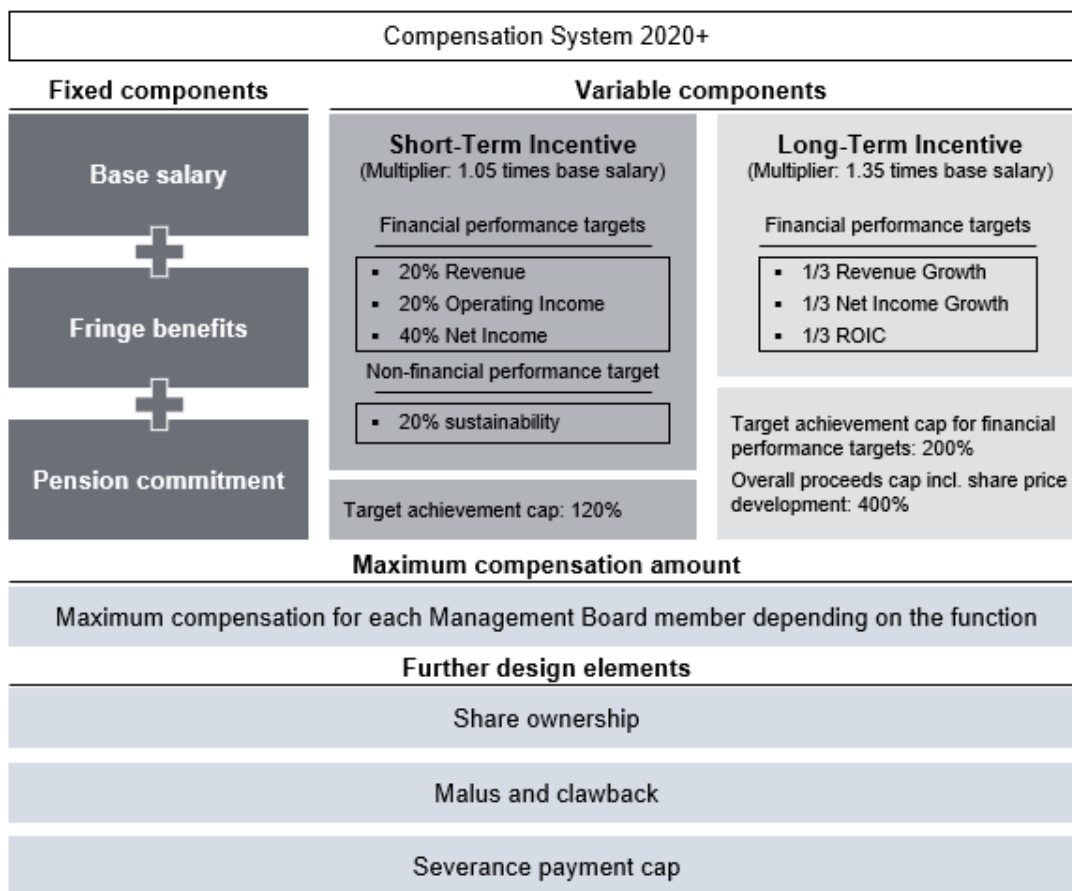 Compensation System 2020+
Fixed components
Variable components
Base salary
Fringe benefits
Pension commitment
Short-Term Incentive
(Multiplier: 1.05 times base salary)
Financial performance targets
▪ 20% Revenue
▪ 20% Operating Income
▪ 40% Net Income
Non-financial performance target
▪ 20% sustainability
Target achievement cap: 120%
Long-Term Incentive
(Multiplier: 1.35 times base salary)
Financial performance targets
▪ 1/3 Revenue Growth
▪ 1/3 Net Income Growth
▪ 1/3 ROIC
Target achievement cap for financial
performance targets: 200%
Overall proceeds cap incl. share price
development: 400%
Maximum compensation amount
Maximum compensation for each Management Board member depending on the function
Further design elements
Share ownership
Malus and clawback
Severance payment cap